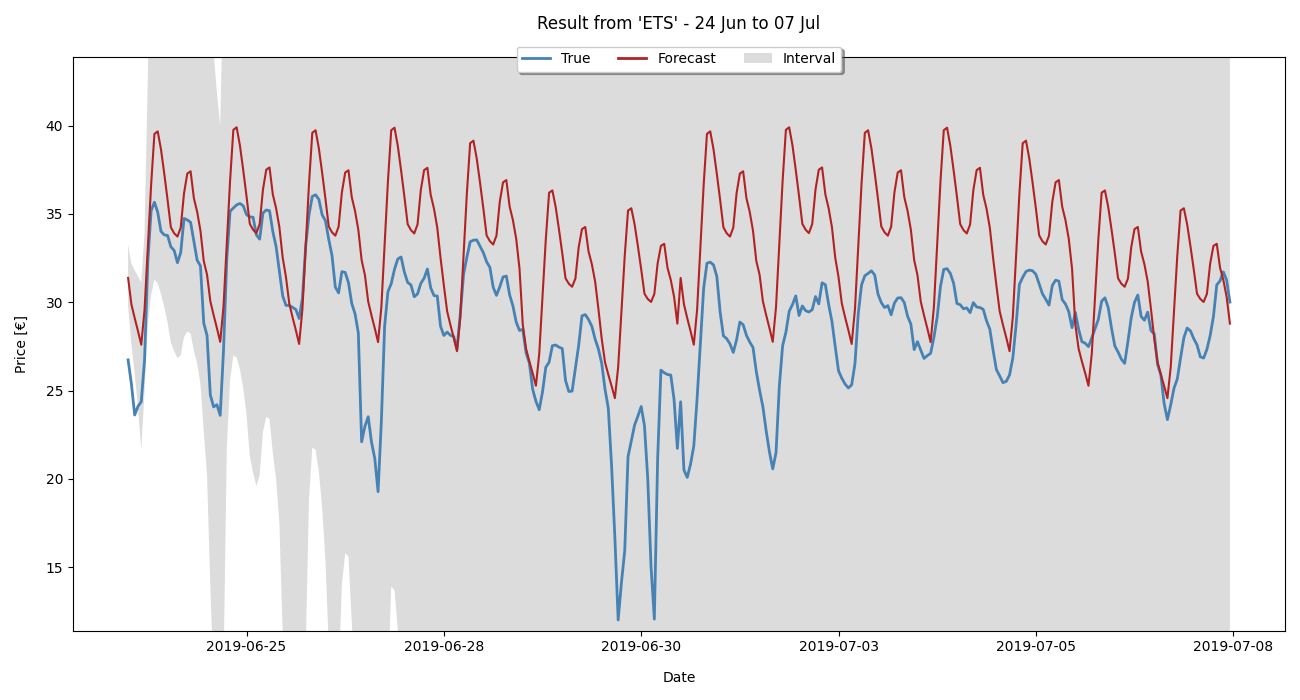 Result from 'ETS' - 24 Jun to 07 Jul
True Forecast Interval
Price [€]
40
35
30
25
20
15
2019-06-25 2019-06-28 2019-06-30 2019-07-03 2019-07-05 2019-07-08
Date